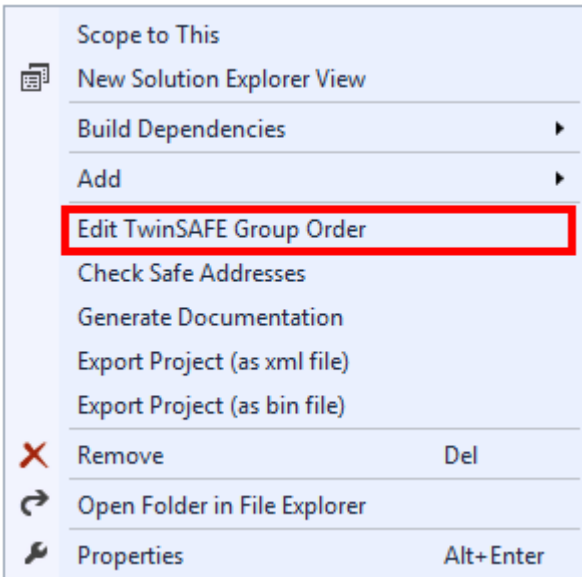 Scope to This
New Solution Explorer View
Build Dependencies
Add
Edit TwinSAFE Group Order
Check Safe Addresses
Generate Documentation
Export Project (as xml file)
Export Project (as bin file)
Remove Del
Open Folder in File Explorer
Properties Alt+Enter